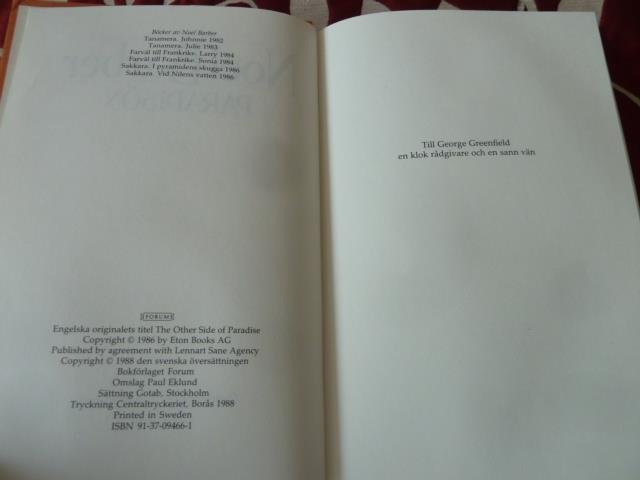 Böcker av Noel Barber
Tanamera. Johnnie 1982
Tanamera. Julie 1983
Farväl till Frankrike. Larry 1984
Farväl till Frankrike. Sonia 1984
Sakkara. I pyramidens skugga 1986
Sakkara. Vid Nilens vatten 1986
FORUM
Engelska originalets titel The Other Side of Paradise
Copyright © 1986 by Eton Books AG
Published by agreement with Lennart Sane Agency
Copyright © 1988 den svenska översättningen
Bokförlaget Forum
Omslag Paul Eklund
Sättning Gotab, Stockholm
Tryckning Centraltryckeriet, Borås 1988
Printed in Sweden
ISBN 91-37-09466-1
Till George Greenfield
en klok rådgivare och en sann vän